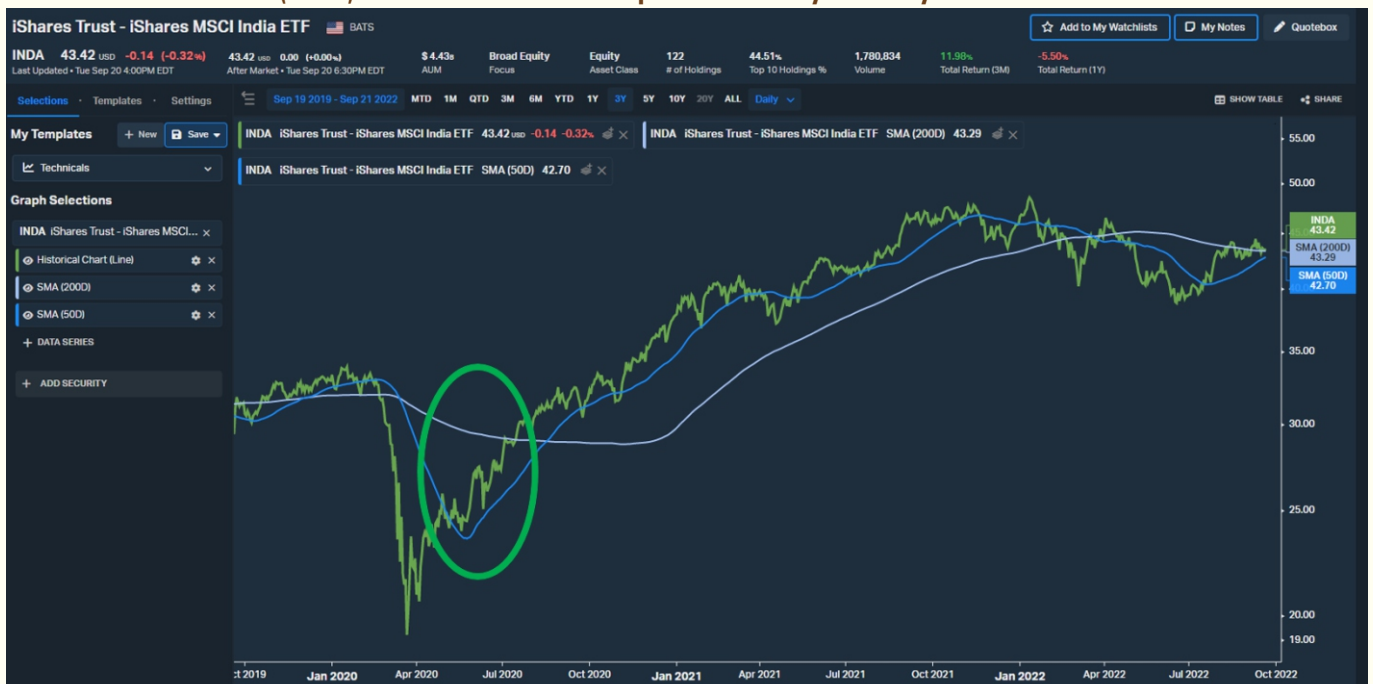 iShares Trust - iShares MSCI India ETF BATS
Add to My Watchlists My Notes Quotebox
INDA 43.42 USD -0.14 (-0.32%)
Last Updated • Tue Sep 20 4:00PM EDT
43.42 USD 0.00 (+0.00%)
After Market • Tue Sep 20 6:30PM EDT
$4.43B
AUM
Broad Equity
Focus
Equity
Asset Class
122
# of Holdings
44.51%
Top 10 Holdings %
1,780,834
Volume
11.98%
Total Return (3M)
-5.50%
Total Return (1Y)
Selections · Templates · Settings
Sep 19 2019 - Sep 21 2022 MTD 1M QTD 3M 6M YTD 1Y 3Y 5Y 10Y 20Y ALL Daily
SHOW TABLE SHARE
My Templates + New Save
Technicals
Graph Selections
INDA iShares Trust - iShares MSCI... ×
Historical Chart (Line) ×
SMA (200D) ×
SMA (50D) ×
+ DATA SERIES
+ ADD SECURITY
INDA iShares Trust - iShares MSCI India ETF 43.42 USD -0.14 -0.32% ×
INDA iShares Trust - iShares MSCI India ETF SMA (200D) 43.29 ×
INDA iShares Trust - iShares MSCI India ETF SMA (50D) 42.70 ×
55.00
50.00
INDA
43.42
SMA (200D)
43.29
SMA (50D)
42.70
35.00
30.00
25.00
20.00
19.00
:t 2019 Jan 2020 Apr 2020 Jul 2020 Oct 2020 Jan 2021 Apr 2021 Jul 2021 Oct 2021 Jan 2022 Apr 2022 Jul 2022 Oct 2022